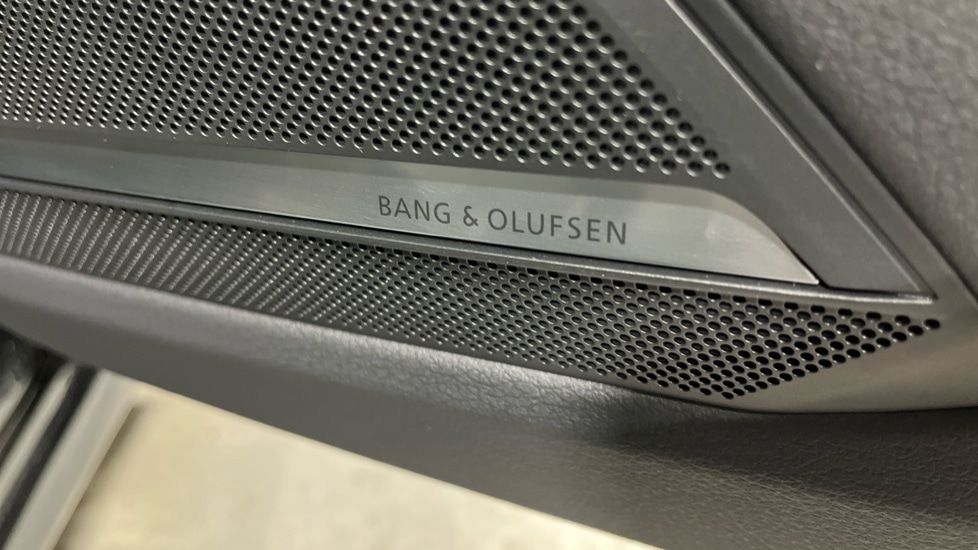 BANG & OLUFSEN